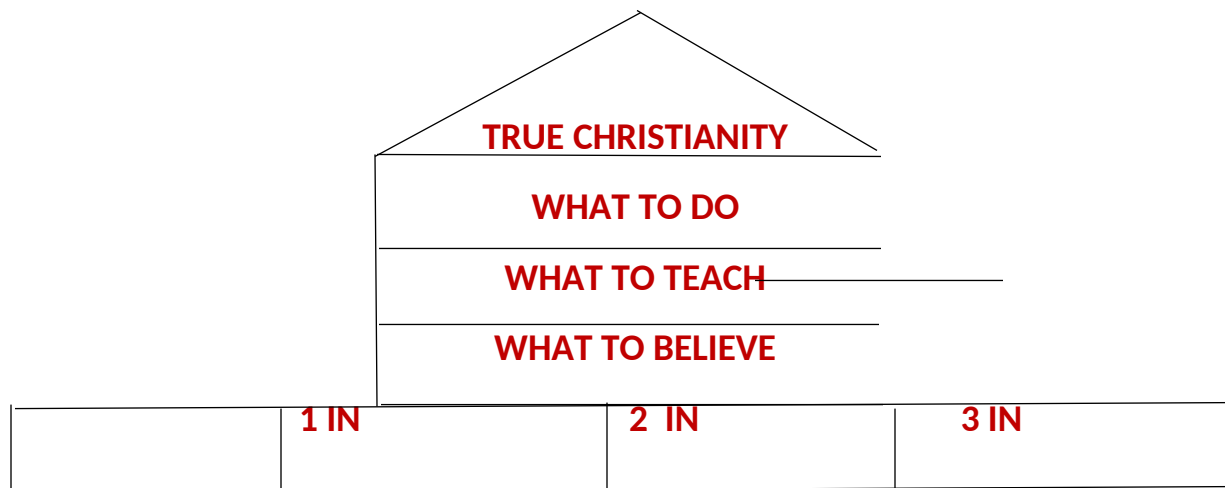 TRUE CHRISTIANITY
WHAT TO DO
WHAT TO TEACH
WHAT TO BELIEVE
1 IN 2 IN 3 IN